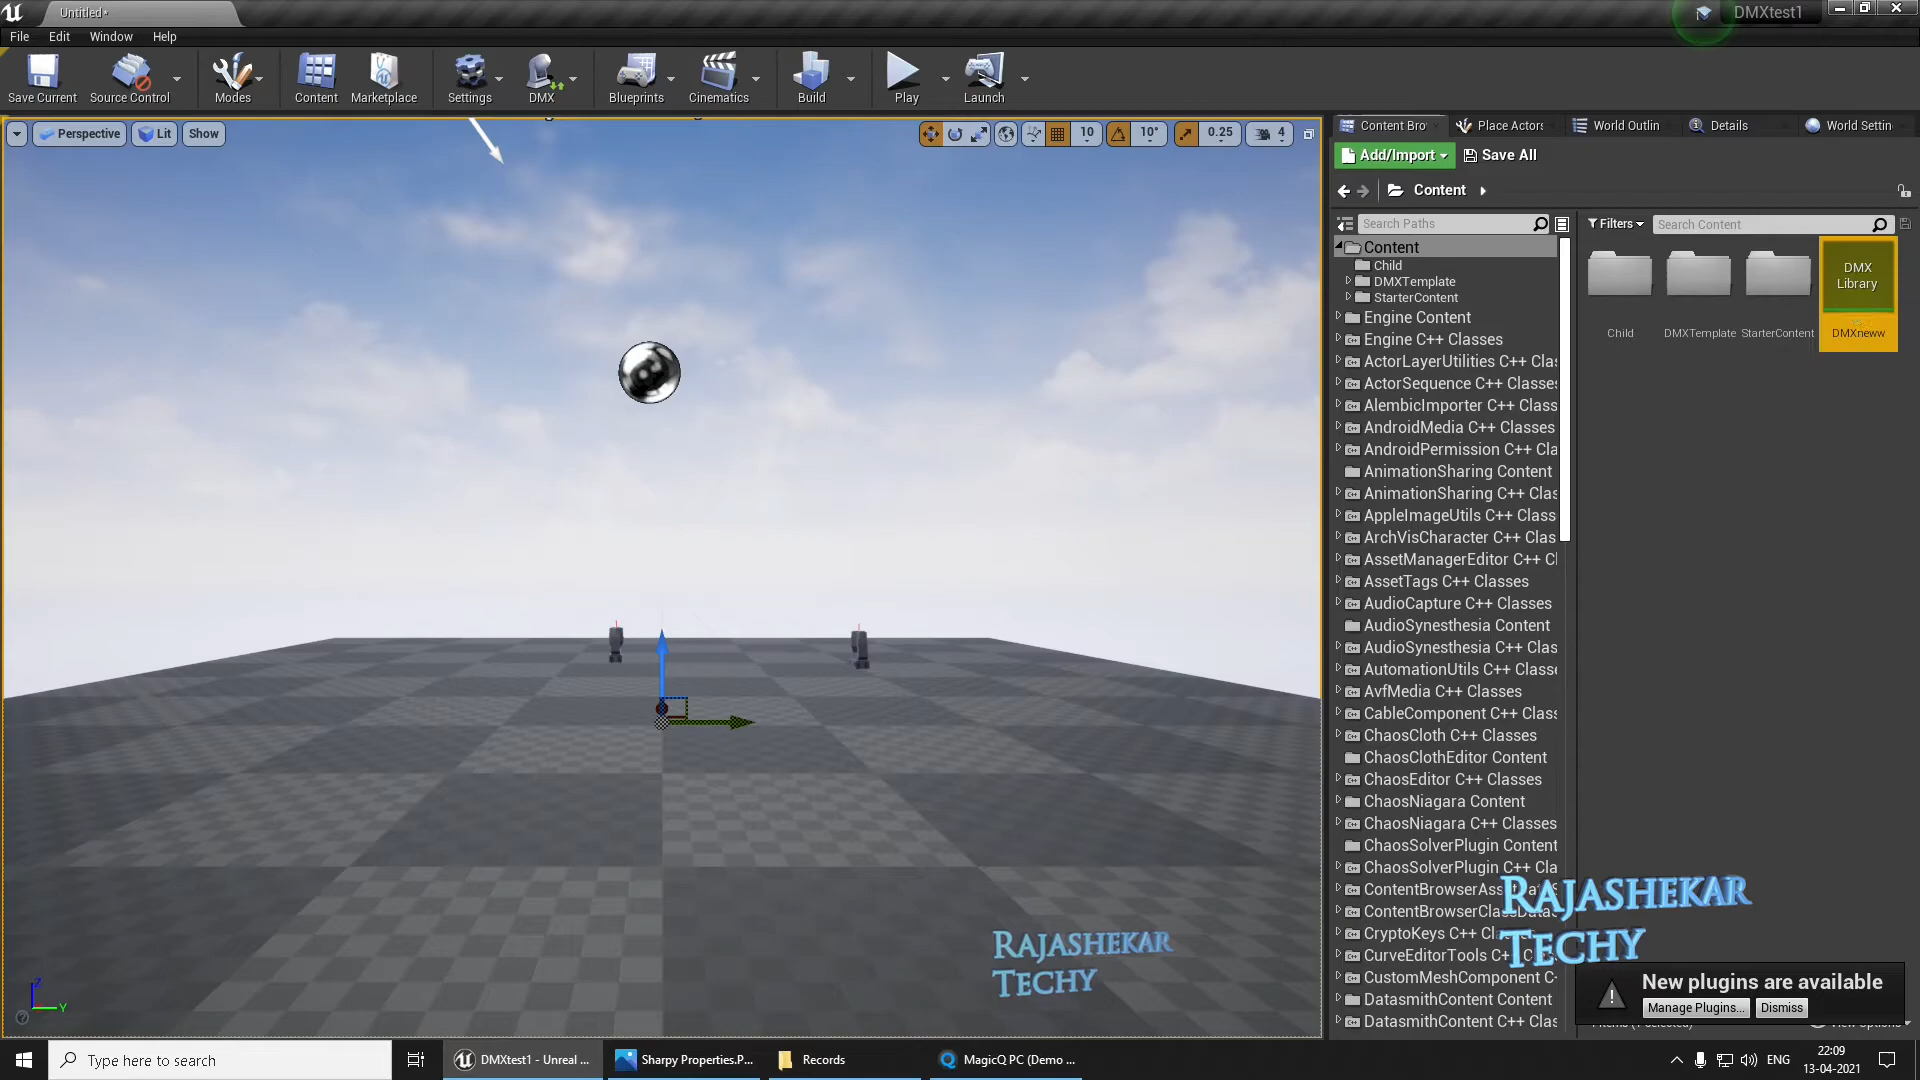 Untitled*
DMXtest1
File Edit Window Help
Save Current Source Control Modes Content Marketplace Settings DMX Blueprints Cinematics Build Play Launch
Perspective Lit Show
10 10° 0.25 4
Content Bro Place Actors World Outlin Details World Settin
Add/Import Save All
Content
Search Paths
Filters Search Content
Content
Child
DMXTemplate
StarterContent
Engine Content
Engine C++ Classes
ActorLayerUtilities C++ Clas
ActorSequence C++ Classes
AlembicImporter C++ Class
AndroidMedia C++ Classes
AndroidPermission C++ Cla
AnimationSharing Content
AnimationSharing C++ Clas
AppleImageUtils C++ Class
ArchVisCharacter C++ Clas
AssetManagerEditor C++ Cl
AssetTags C++ Classes
AudioCapture C++ Classes
AudioSynesthesia Content
AudioSynesthesia C++ Clas
AutomationUtils C++ Classe
AvfMedia C++ Classes
CableComponent C++ Class
ChaosCloth C++ Classes
ChaosClothEditor Content
ChaosEditor C++ Classes
ChaosNiagara Content
ChaosNiagara C++ Classes
ChaosSolverPlugin Content
ChaosSolverPlugin C++ Cla
ContentBrowserAss
ContentBrowserClass
CryptoKeys C++ Cl
CurveEditorTools C+
CustomMeshComponent C+
DatasmithContent Content
DatasmithContent C++ Clas
DMX
Library
Child DMXTemplate StarterContent DMXneww
RAJASHEKAR
TECHY
RAJASHEKAR
TECHY
New plugins are available
Manage Plugins... Dismiss
Type here to search
DMXtest1 - Unreal ... Sharpy Properties.P... Records MagicQ PC (Demo ...
ENG
22:09
13-04-2021